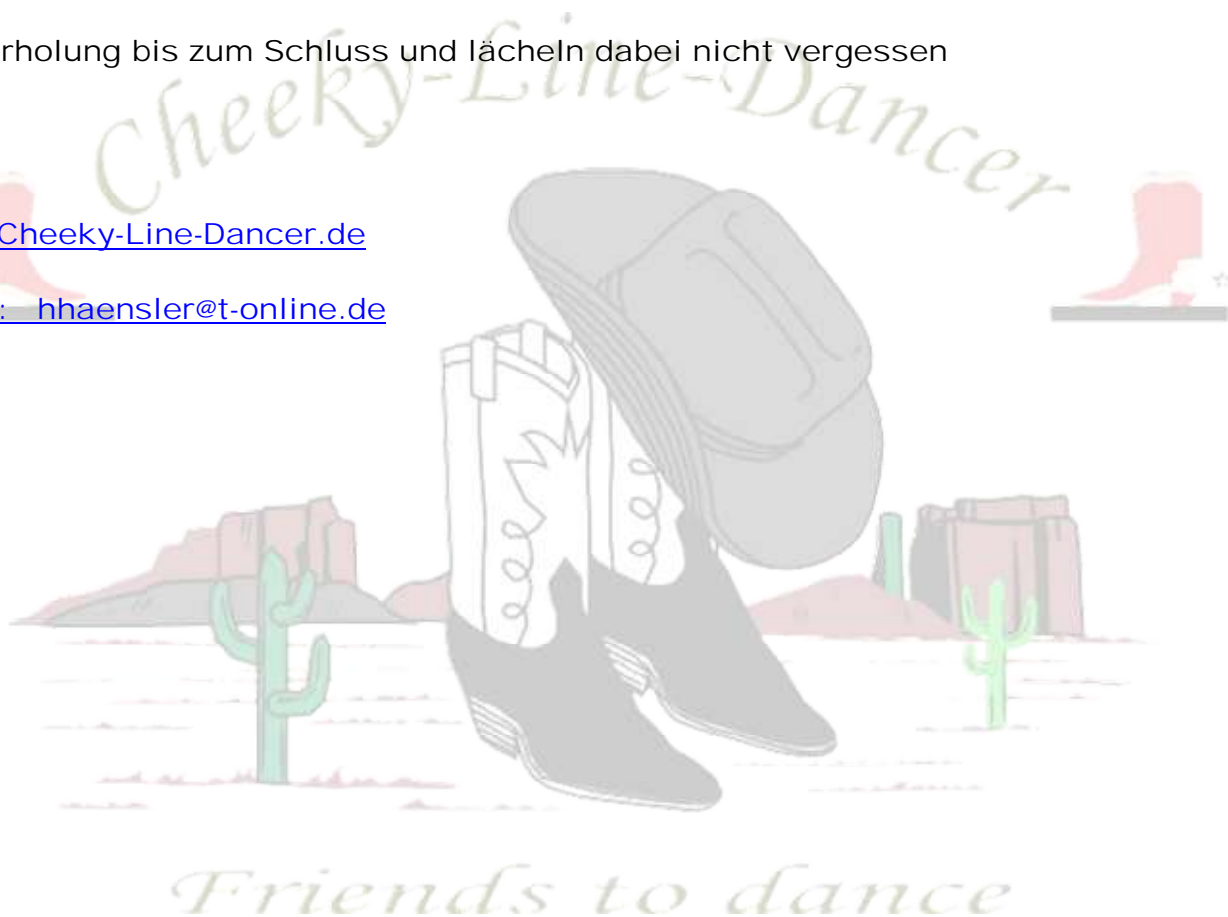 rholung bis zum Schluss und lächeln dabei nicht vergessen
Cheeky-Line-Dancer
Cheeky-Line-Dancer.de
: hhaensler@t-online.de
Friends to dance